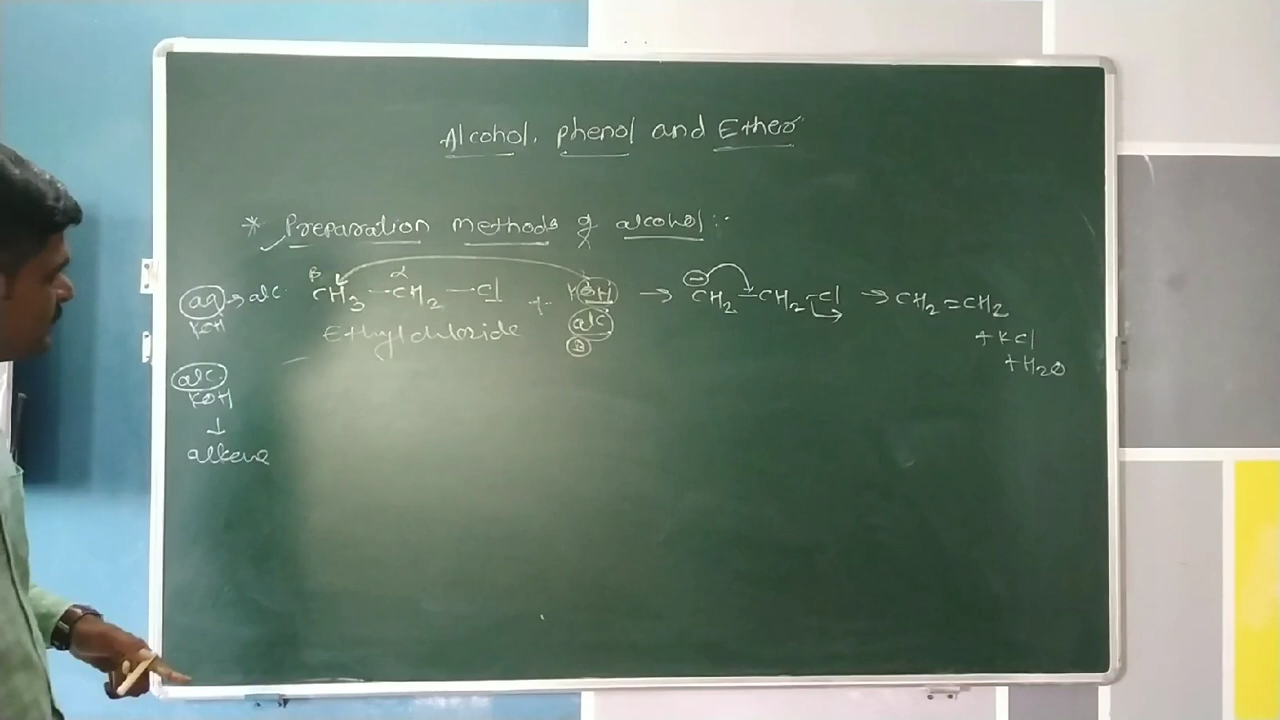 Alcohol, phenol and Ether
* Preparation methods of alcohol:-
aq → alc.
KOH
β α
CH3 - CH2 - Cl + KOH → ⊖ CH2 - CH2 - Cl → CH2 = CH2
Ethyl chloride
alc
B
+ KCl
+ H2O
alc.
KOH
↓
alkene